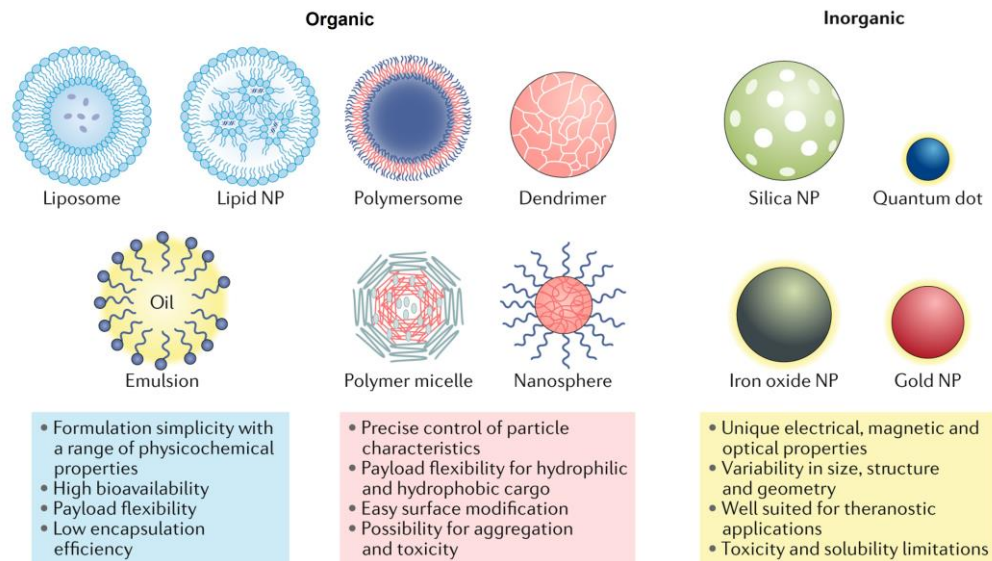 Organic
Inorganic
Liposome
Lipid NP
Polymersome
Dendrimer
Silica NP
Quantum dot
Oil
Emulsion
Polymer micelle
Nanosphere
Iron oxide NP
Gold NP
• Formulation simplicity with
a range of physicochemical
properties
• High bioavailability
• Payload flexibility
• Low encapsulation
efficiency
• Precise control of particle
characteristics
• Payload flexibility for hydrophilic
and hydrophobic cargo
• Easy surface modification
• Possibility for aggregation
and toxicity
• Unique electrical, magnetic and
optical properties
• Variability in size, structure
and geometry
• Well suited for theranostic
applications
• Toxicity and solubility limitations